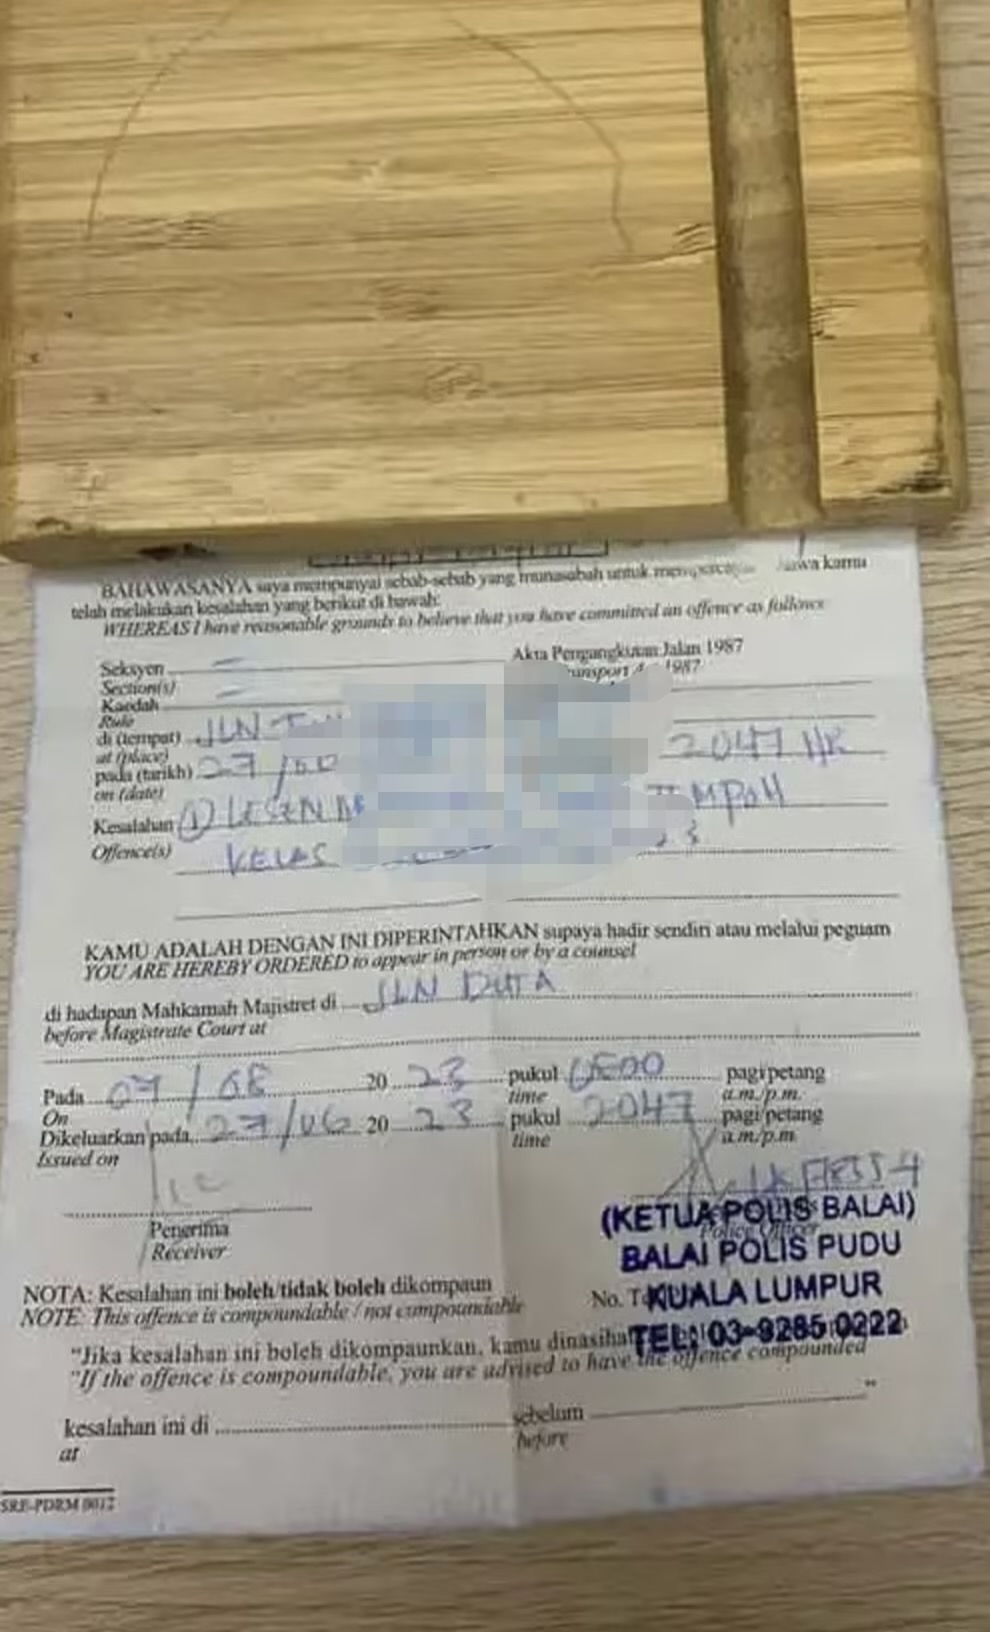 BAHAWASANYA saya mempunyai sebab-sebab yang munasabah untuk mempercayai bahawa kamu
telah melakukan kesalahan yang berikut di bawah:
WHEREAS I have reasonable grounds to believe that you have committed an offence as follows
Seksyen Akta Pengangkutan Jalan 1987
Section(s) 1987
Kaedah
Rule
di (tempat) JLN
at (place)
pada (tarikh) 27/ 2047 HR
on (date)
Kesalahan (1) LESEN
Offence(s) KELAS
KAMU ADALAH DENGAN INI DIPERINTAHKAN supaya hadir sendiri atau melalui peguam
YOU ARE HEREBY ORDERED to appear in person or by a counsel
di hadapan Mahkamah Majistret di JLN DUTA
before Magistrate Court at
Pada 07/08 20 23 pukul pagi/petang
On time a.m./p.m.
Dikeluarkan pada 27/06 20 23 pukul 2047 pagi/petang
Issued on time a.m/p.m.
Penerima
Receiver
Police Officer
(KETUA POLIS BALAI)
BALAI POLIS PUDU
KUALA LUMPUR
TEL: 03-9285 0222
NOTA: Kesalahan ini boleh/tidak boleh dikompaun
NOTE: This offence is compoundable / not compoundable
"Jika kesalahan ini boleh dikompaunkan, kamu
"If the offence is compoundable, you are advised to have the offence compounded
kesalahan ini di sebelum "
at before
SRE-PDRM 0012